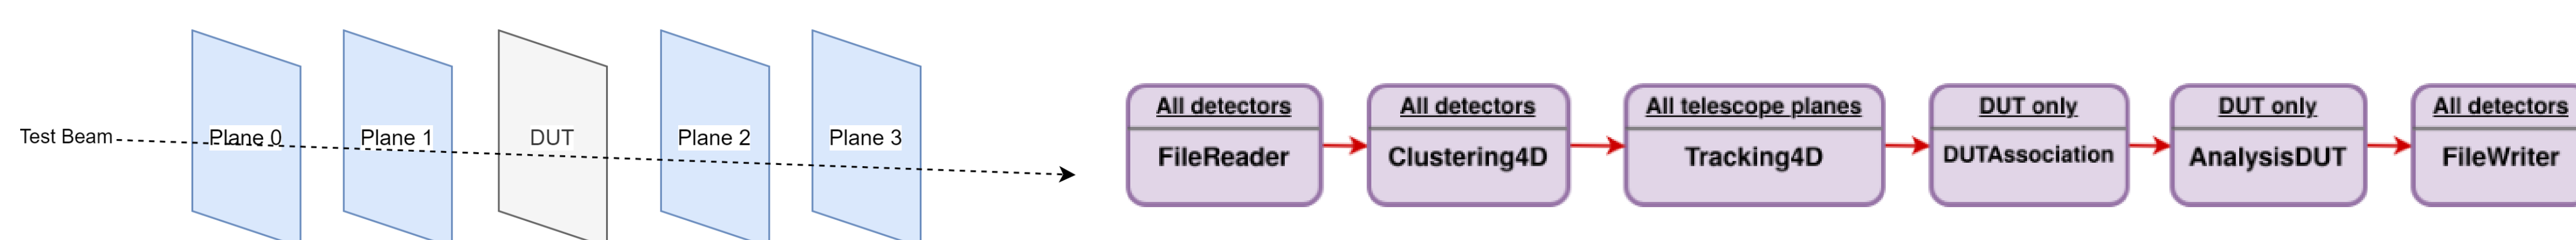 Test Beam
Plane 0
Plane 1
DUT
Plane 2
Plane 3
All detectors
FileReader
All detectors
Clustering4D
All telescope planes
Tracking4D
DUT only
DUTAssociation
DUT only
AnalysisDUT
All detectors
FileWriter